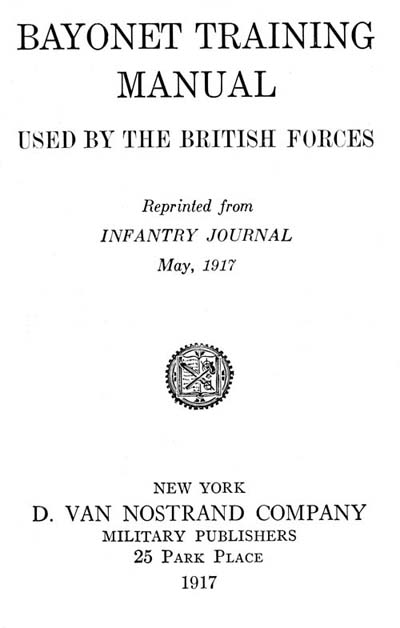 BAYONET TRAINING
MANUAL
USED BY THE BRITISH FORCES
Reprinted from
INFANTRY JOURNAL
May, 1917
NEW YORK
D. VAN NOSTRAND COMPANY
MILITARY PUBLISHERS
25 PARK PLACE
1917